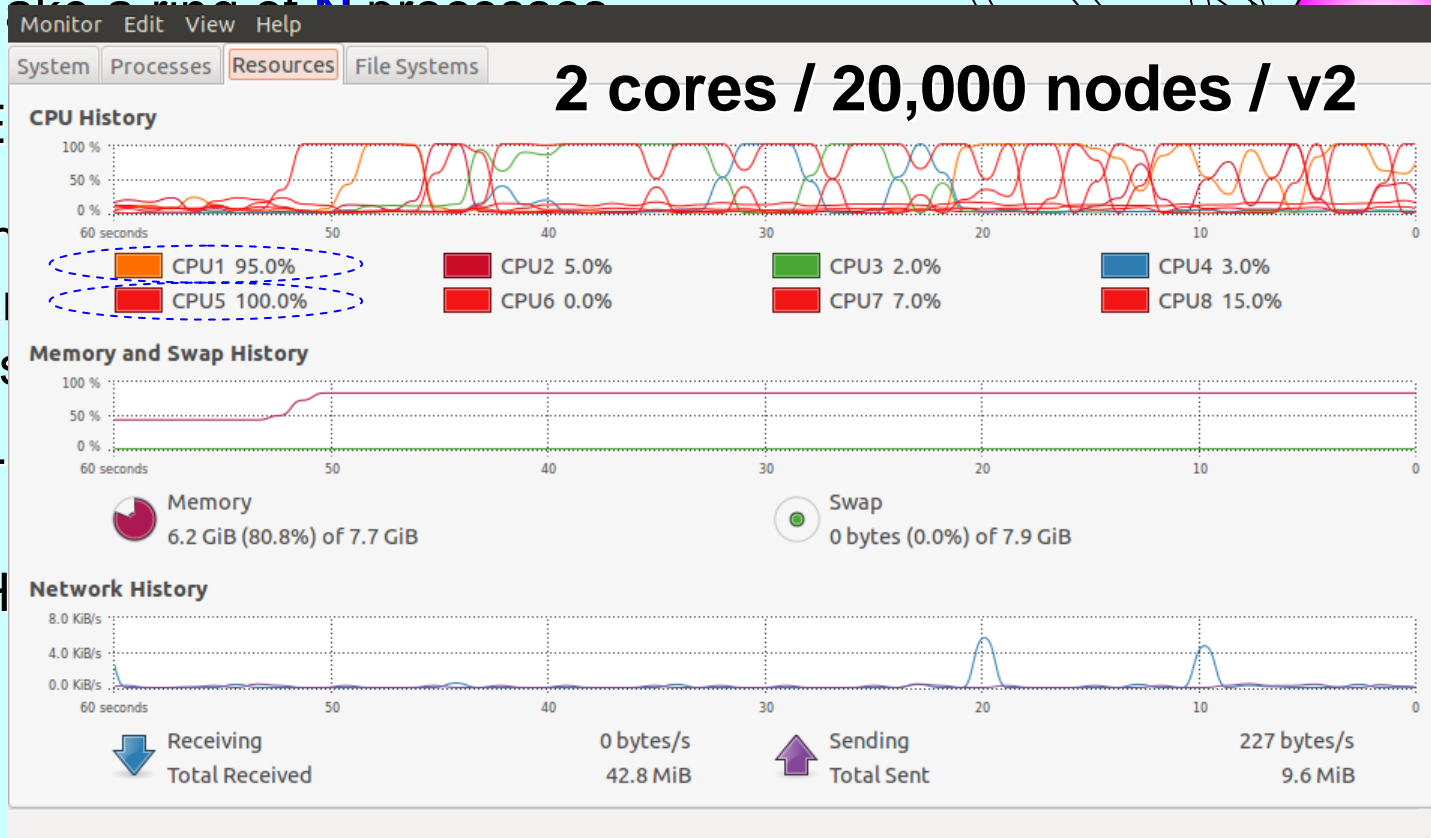 ake a ring of N processes
Monitor Edit View Help
System Processes Resources File Systems
2 cores / 20,000 nodes / v2
CPU History
100 %
50 %
0 %
60 seconds 50 40 30 20 10 0
CPU1 95.0% CPU2 5.0% CPU3 2.0% CPU4 3.0%
CPU5 100.0% CPU6 0.0% CPU7 7.0% CPU8 15.0%
Memory and Swap History
100 %
50 %
0 %
60 seconds 50 40 30 20 10 0
Memory Swap
6.2 GiB (80.8%) of 7.7 GiB 0 bytes (0.0%) of 7.9 GiB
Network History
8.0 KiB/s
4.0 KiB/s
0.0 KiB/s
60 seconds 50 40 30 20 10 0
Receiving 0 bytes/s Sending 227 bytes/s
Total Received 42.8 MiB Total Sent 9.6 MiB